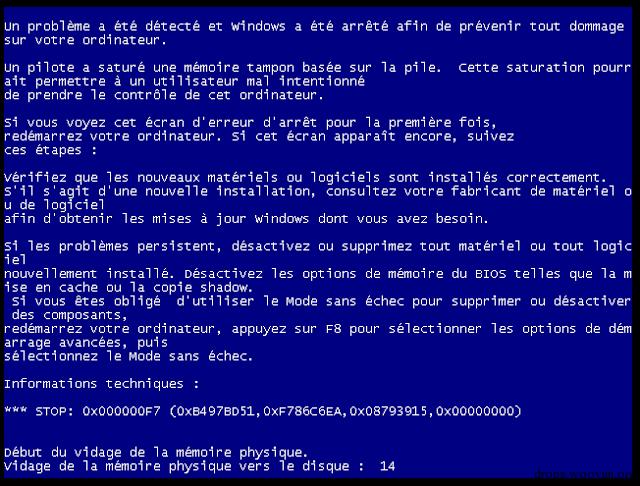 Un problème a été détecté et Windows a été arrêté afin de prévenir tout dommage
sur votre ordinateur.
Un pilote a saturé une mémoire tampon basée sur la pile.  Cette saturation pourr
ait permettre à un utilisateur mal intentionné
de prendre le contrôle de cet ordinateur.
Si vous voyez cet écran d'erreur d'arrêt pour la première fois,
redémarrez votre ordinateur. Si cet écran apparaît encore, suivez
ces étapes :
Vérifiez que les nouveaux matériels ou logiciels sont installés correctement.
S'il s'agit d'une nouvelle installation, consultez votre fabricant de matériel o
u de logiciel
afin d'obtenir les mises à jour Windows dont vous avez besoin.
Si les problèmes persistent, désactivez ou supprimez tout matériel ou tout logic
iel
nouvellement installé. Désactivez les options de mémoire du BIOS telles que la m
ise en cache ou la copie shadow.
Si vous êtes obligé  d'utiliser le Mode sans échec pour supprimer ou désactiver
des composants,
redémarrez votre ordinateur, appuyez sur F8 pour sélectionner les options de dém
arrage avancées, puis
sélectionnez le Mode sans échec.
Informations techniques :
*** STOP: 0x000000F7 (0xB497BD51,0xF786C6EA,0x08793915,0x00000000)
Début du vidage de la mémoire physique.
Vidage de la mémoire physique vers le disque :  14